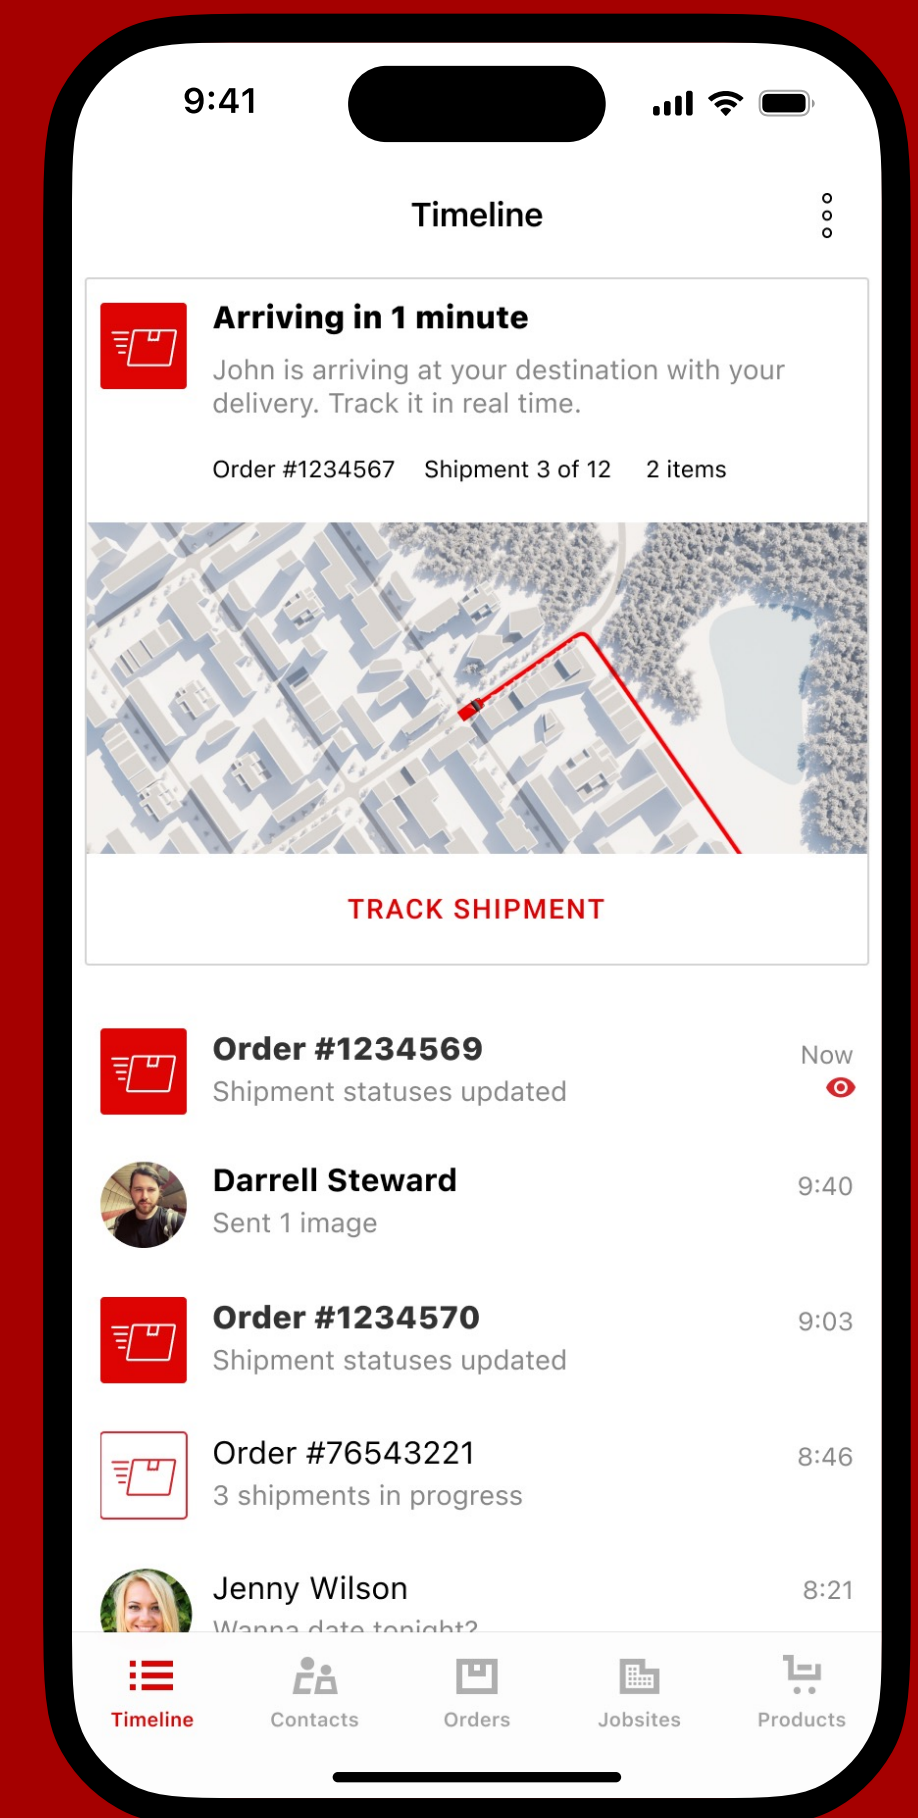 9:41
Timeline
Arriving in 1 minute
John is arriving at your destination with your
delivery. Track it in real time.
Order #1234567 Shipment 3 of 12 2 items
TRACK SHIPMENT
Order #1234569
Now
Shipment statuses updated
Darrell Steward
9:40
Sent 1 image
Order #1234570
9:03
Shipment statuses updated
Order #76543221
8:46
3 shipments in progress
Jenny Wilson
8:21
Wanna date tonight?
Timeline Contacts Orders Jobsites Products